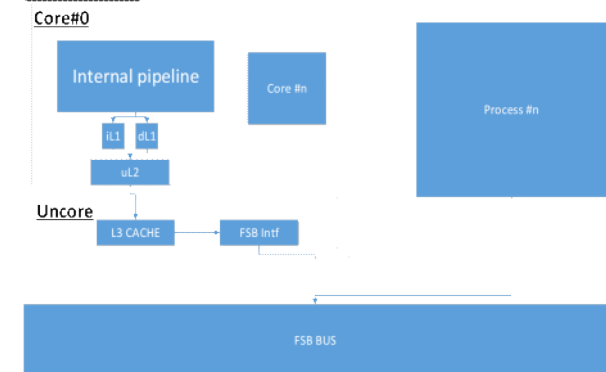 Core#0
Internal pipeline
Core #n
Process #n
iL1
dL1
uL2
Uncore
L3 CACHE
FSB Intf
FSB BUS